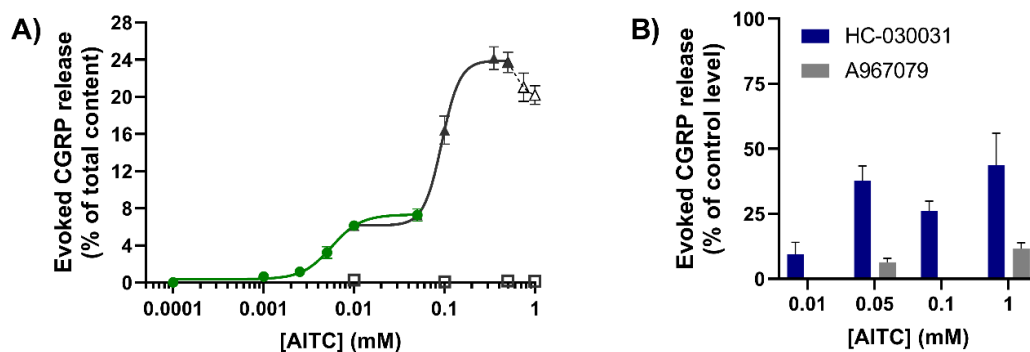 A)
Evoked CGRP release
(% of total content)
28
24
20
16
12
8
4
0
0.0001 0.001 0.01 0.1 1
[AITC] (mM)
B)
Evoked CGRP release
(% of control level)
100
75
50
25
0
HC-030031
A967079
0.01 0.05 0.1 1
[AITC] (mM)